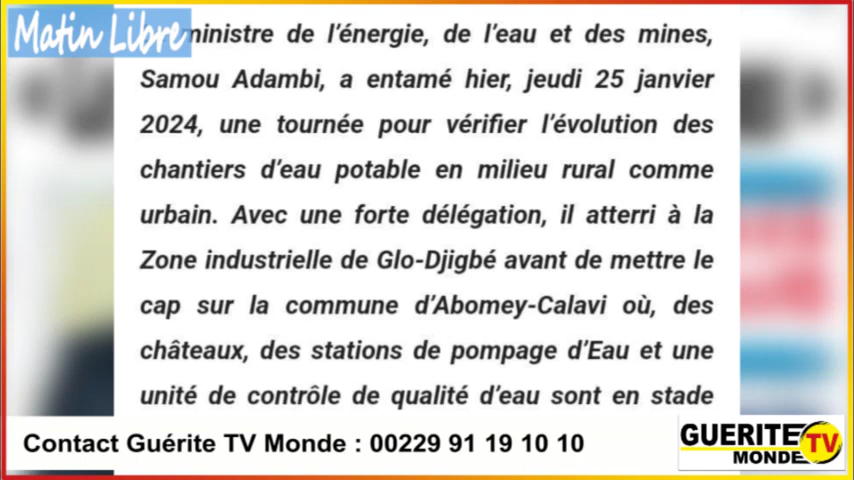 Matin Libre
ministre de l'énergie, de l'eau et des mines,
Samou Adambi, a entamé hier, jeudi 25 janvier
2024, une tournée pour vérifier l'évolution des
chantiers d'eau potable en milieu rural comme
urbain. Avec une forte délégation, il atterri à la
Zone industrielle de Glo-Djigbé avant de mettre le
cap sur la commune d'Abomey-Calavi où, des
châteaux, des stations de pompage d'Eau et une
unité de contrôle de qualité d'eau sont en stade
Contact Guérite TV Monde : 00229 91 19 10 10
GUERITE TV
MONDE